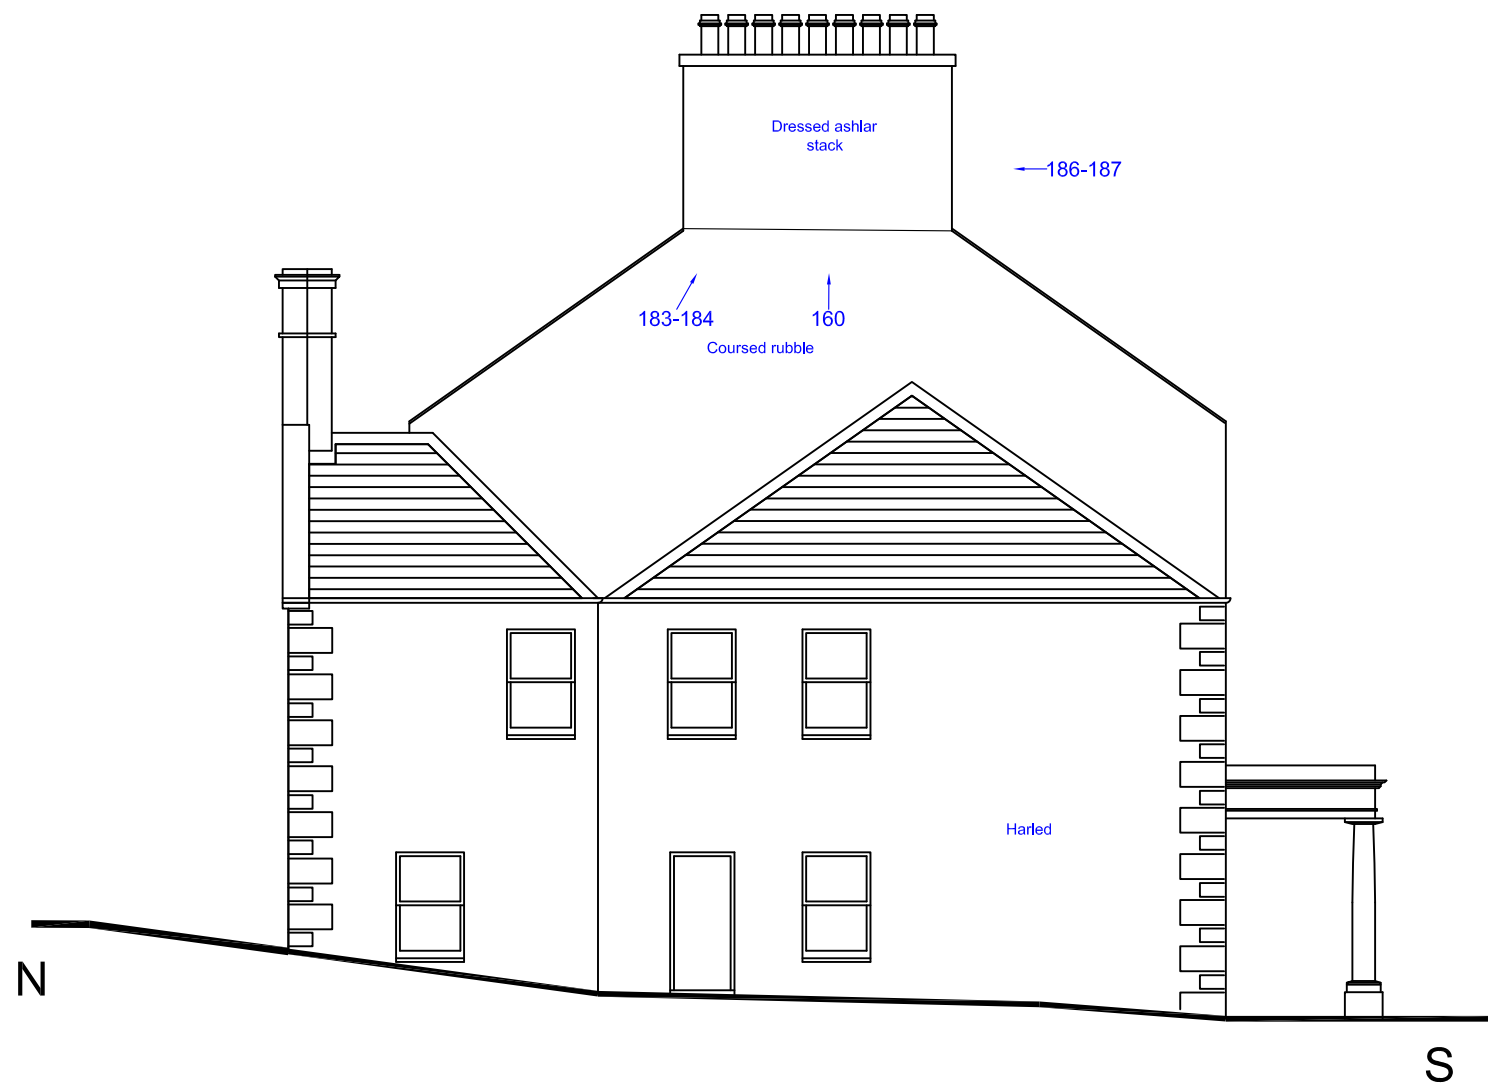 Dressed ashlar
stack
186-187
183-184
160
Coursed rubble
Harled
N
S